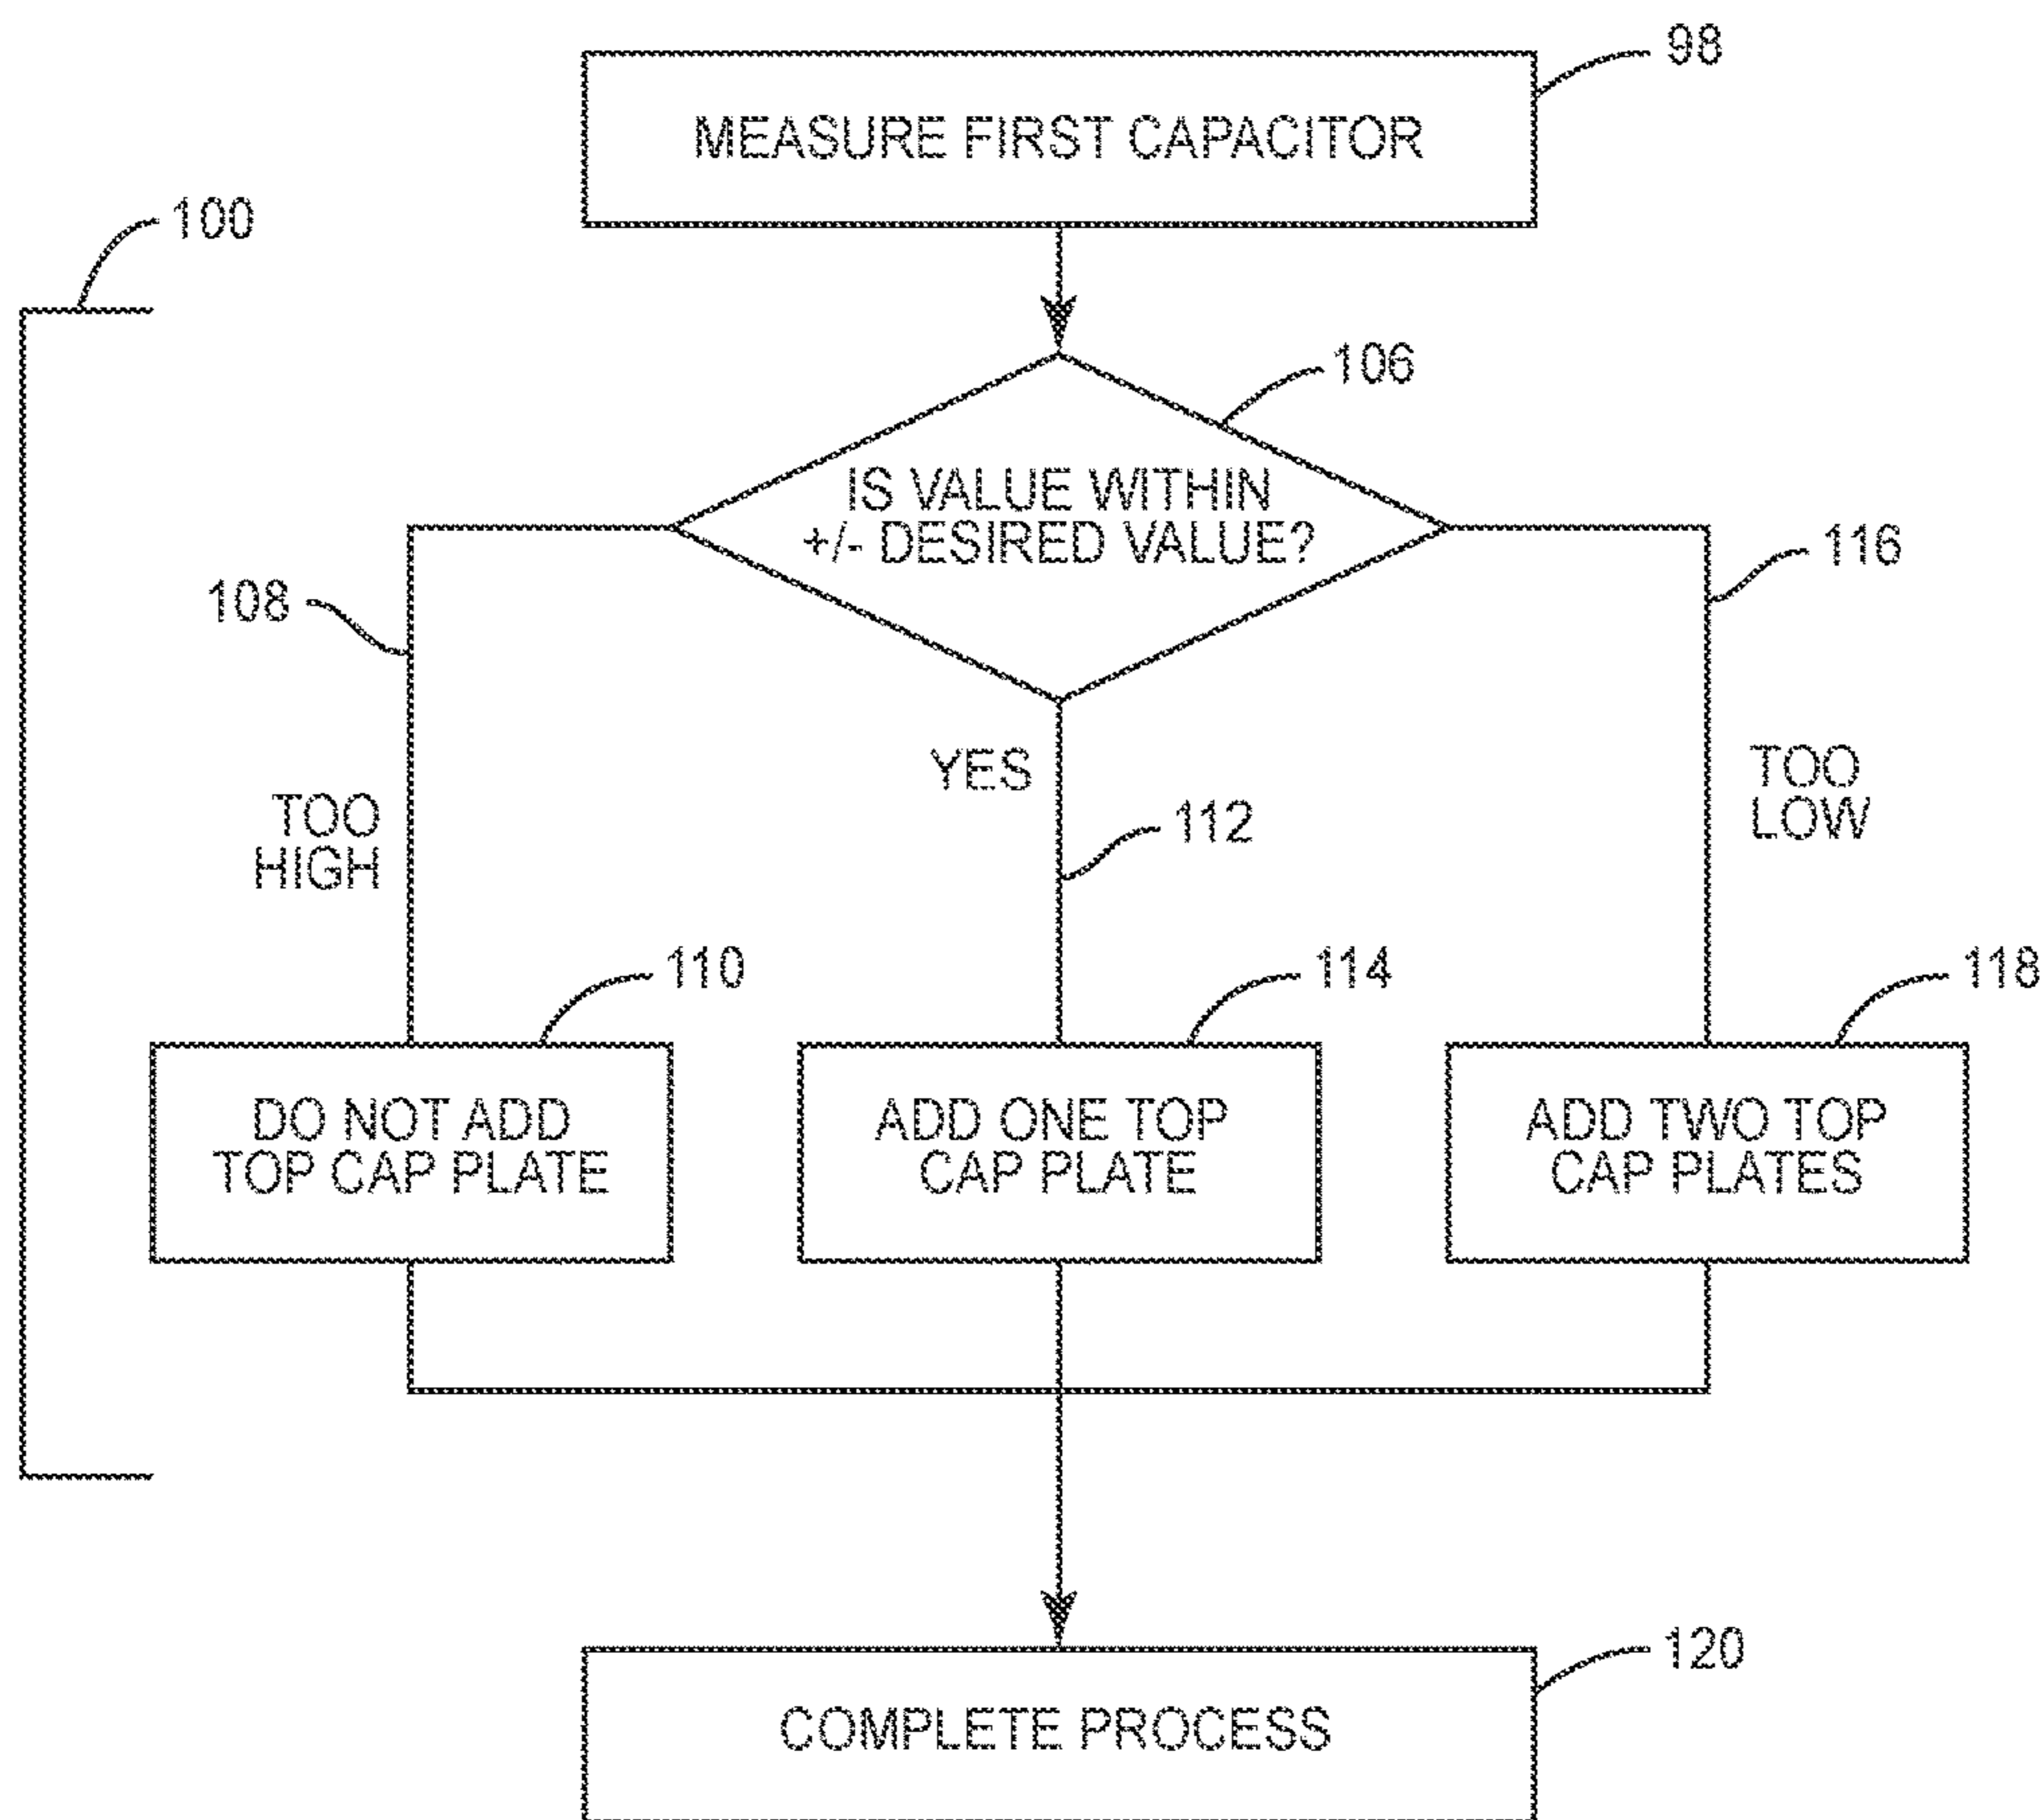 98
MEASURE FIRST CAPACITOR
100
106
IS VALUE WITHIN
+/- DESIRED VALUE?
116
108
YES
TOO
LOW
TOO
HIGH
112
110
114
118
DO NOT ADD
TOP CAP PLATE
ADD ONE TOP
CAP PLATE
ADD TWO TOP
CAP PLATES
120
COMPLETE PROCESS